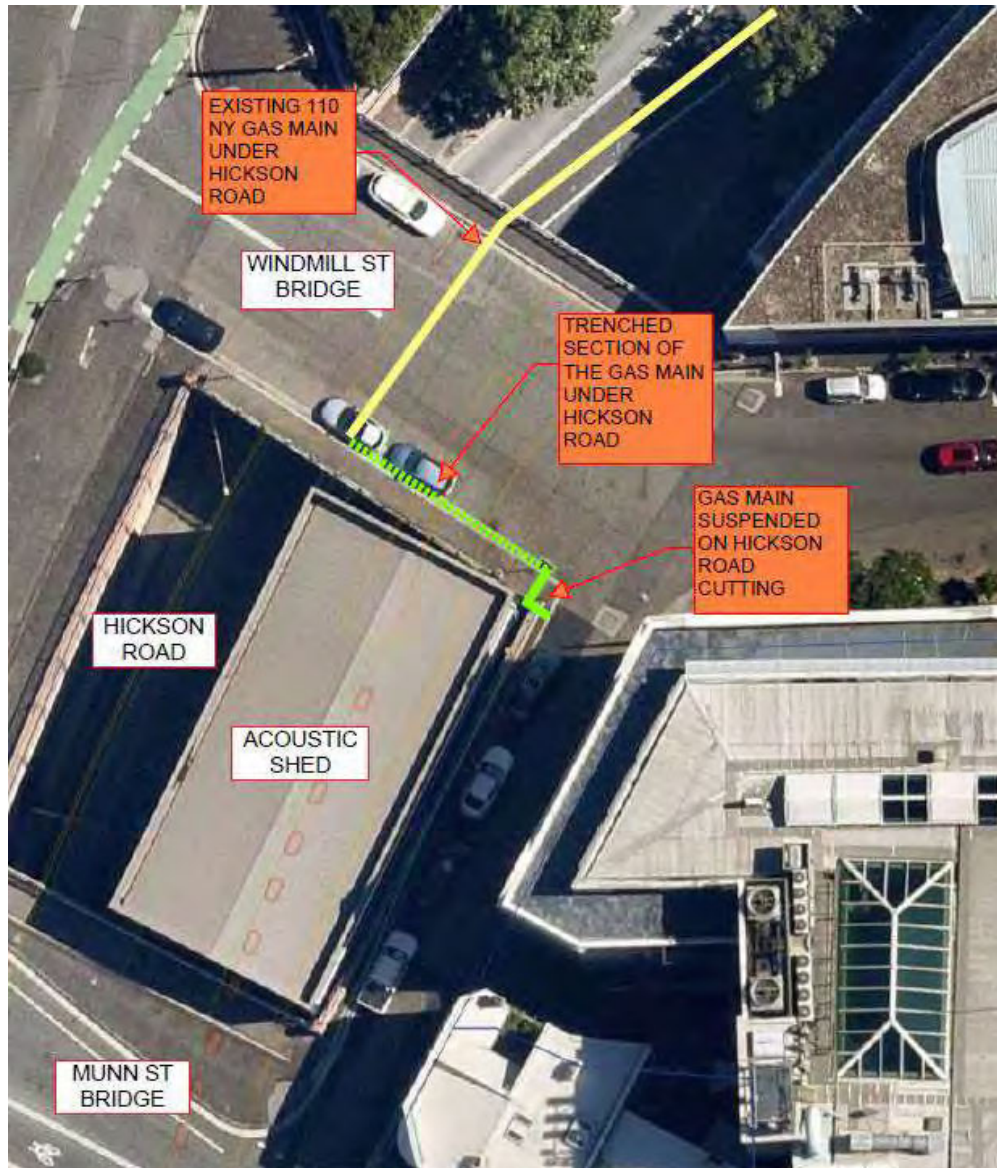 EXISTING 110
NY GAS MAIN
UNDER
HICKSON
ROAD
WINDMILL ST
BRIDGE
TRENCHED
SECTION OF
THE GAS MAIN
UNDER
HICKSON
ROAD
GAS MAIN
SUSPENDED
ON HICKSON
ROAD
CUTTING
HICKSON
ROAD
ACOUSTIC
SHED
MUNN ST
BRIDGE